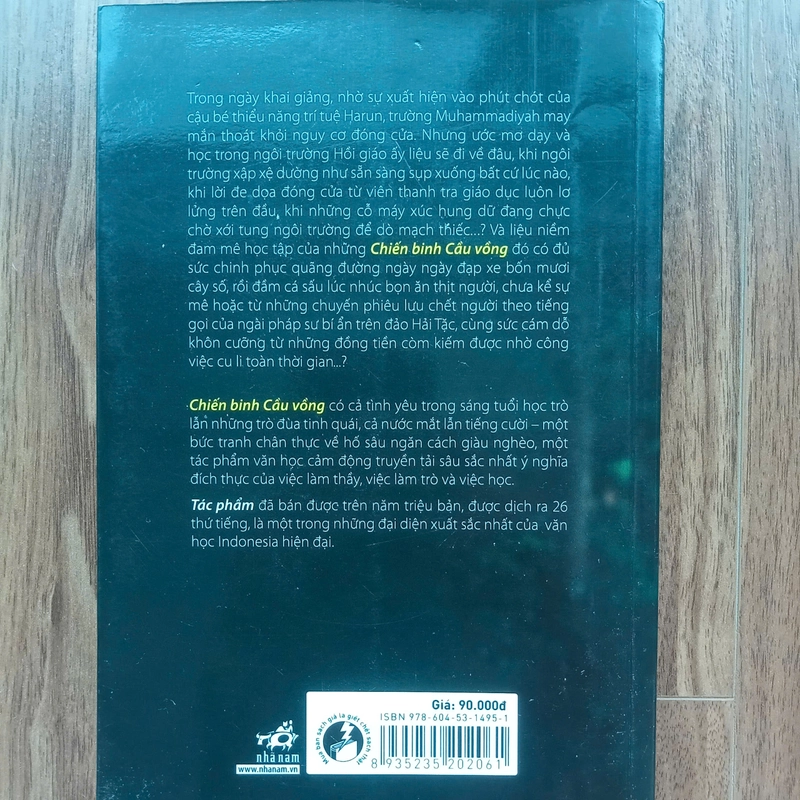 Trong ngày khai giảng, nhờ sự xuất hiện vào phút chót của
cậu bé thiểu năng trí tuệ Harun, trường Muhammadiyah may
mắn thoát khỏi nguy cơ đóng cửa. Nhưng ước mơ dạy và
học trong ngôi trường Hồi giáo ấy liệu sẽ đi về đâu, khi ngôi
trường xập xệ dường như sẵn sàng sụp xuống bất cứ lúc nào,
khi lời đe dọa đóng cửa từ viên thanh tra giáo dục luôn lơ
lửng trên đầu, khi những cỗ máy xúc hung dữ đang chực
chờ xới tung ngôi trường để dò mạch thiếc...? Và liệu niềm
đam mê học tập của những Chiến binh Cầu vồng đó có đủ
sức chinh phục quãng đường ngày ngày đạp xe bốn mươi
cây số, rồi đầm cá sấu lúc nhúc bọn ăn thịt người, chưa kể sự
mê hoặc từ những chuyến phiêu lưu chết người theo tiếng
gọi của ngài pháp sư bí ẩn trên đảo Hải Tặc, cùng sức cám dỗ
khôn cưỡng từ những đồng tiền còm kiếm được nhờ công
việc cu li toàn thời gian...?
Chiến binh Cầu vồng có cả tình yêu trong sáng tuổi học trò
lẫn những trò đùa tinh quái, cả nước mắt lẫn tiếng cười – một
bức tranh chân thực về hố sâu ngăn cách giàu nghèo, một
tác phẩm văn học cảm động truyền tải sâu sắc nhất ý nghĩa
đích thực của việc làm thầy, việc làm trò và việc học.
Tác phẩm đã bán được trên năm triệu bản, được dịch ra 26
thứ tiếng, là một trong những đại diện xuất sắc nhất của văn
học Indonesia hiện đại.
Giá: 90.000đ
ISBN 978-604-53-1495-1
Mua bán sách giả là giết chết sách thật
8 935235 202061
nhã nam
www.nhanam.vn